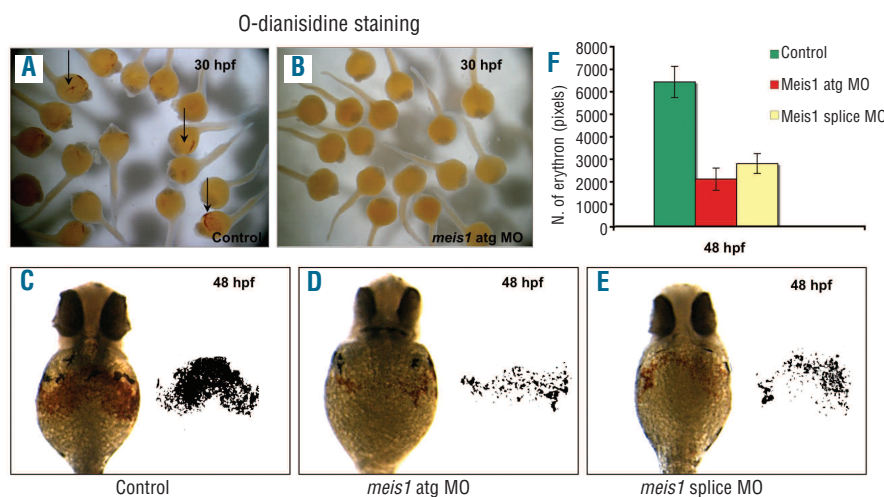 O-dianisidine staining
A
30 hpf
Control
B
30 hpf
meis1 atg MO
F
8000
7000
6000
5000
4000
3000
2000
1000
0
N. of erythron (pixels)
48 hpf
Control
Meis1 atg MO
Meis1 splice MO
C
48 hpf
Control
D
48 hpf
meis1 atg MO
E
48 hpf
meis1 splice MO